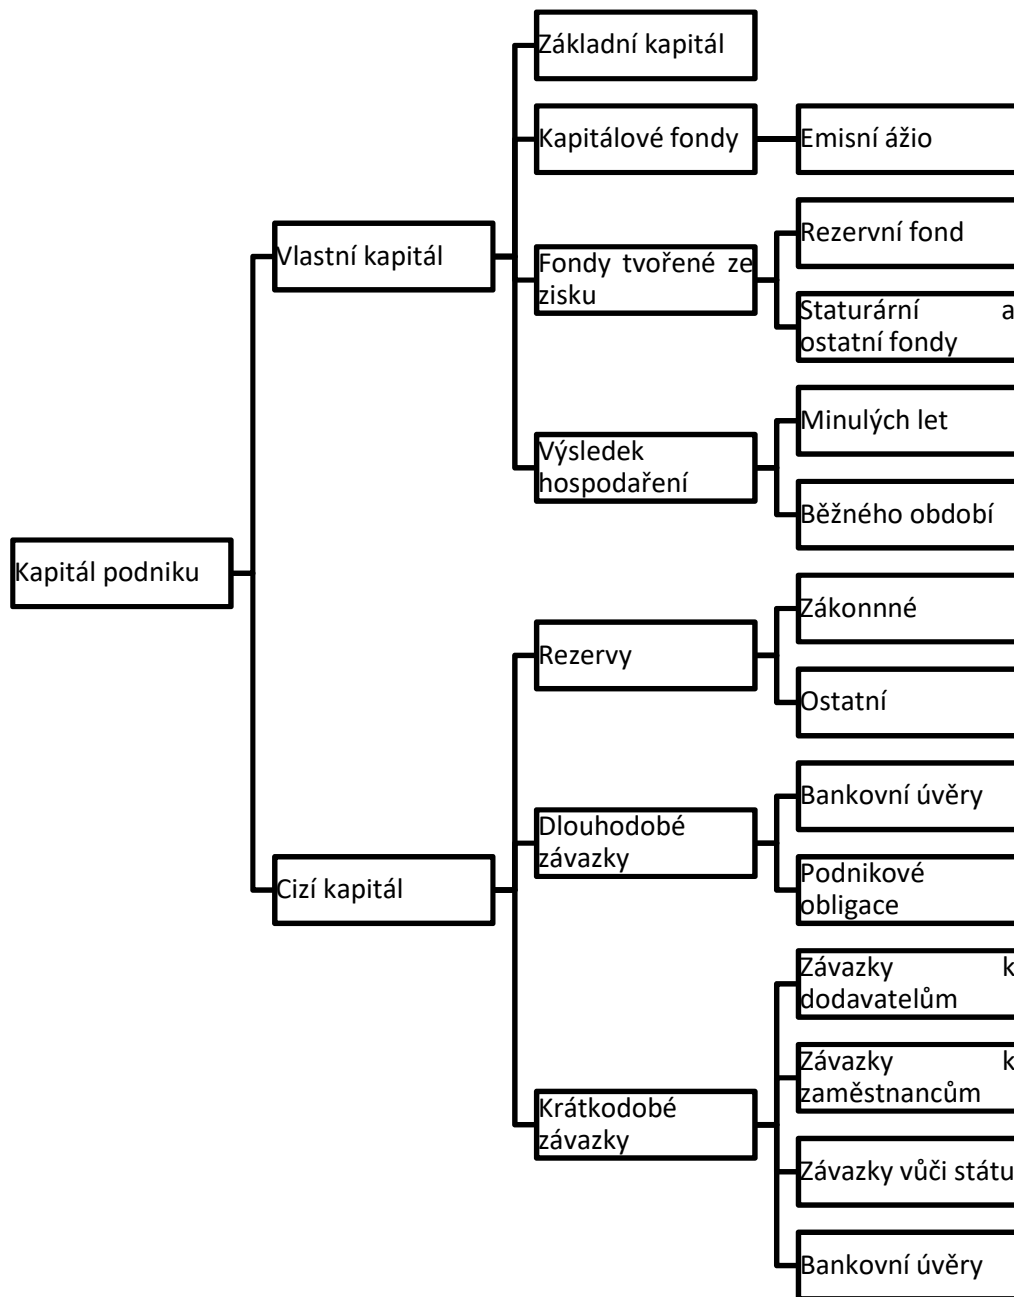 Základní kapitál
Kapitálové fondy
Emisní ážio
Rezervní fond
Vlastní kapitál
Fondy tvořené ze
zisku
Staturární a
ostatní fondy
Minulých let
Výsledek
hospodaření
Běžného období
Kapitál podniku
Zákonnné
Rezervy
Ostatní
Bankovní úvěry
Dlouhodobé
závazky
Cizí kapitál
Podnikové
obligace
Závazky k
dodavatelům
Závazky k
zaměstnancům
Krátkodobé
závazky
Závazky vůči státu
Bankovní úvěry